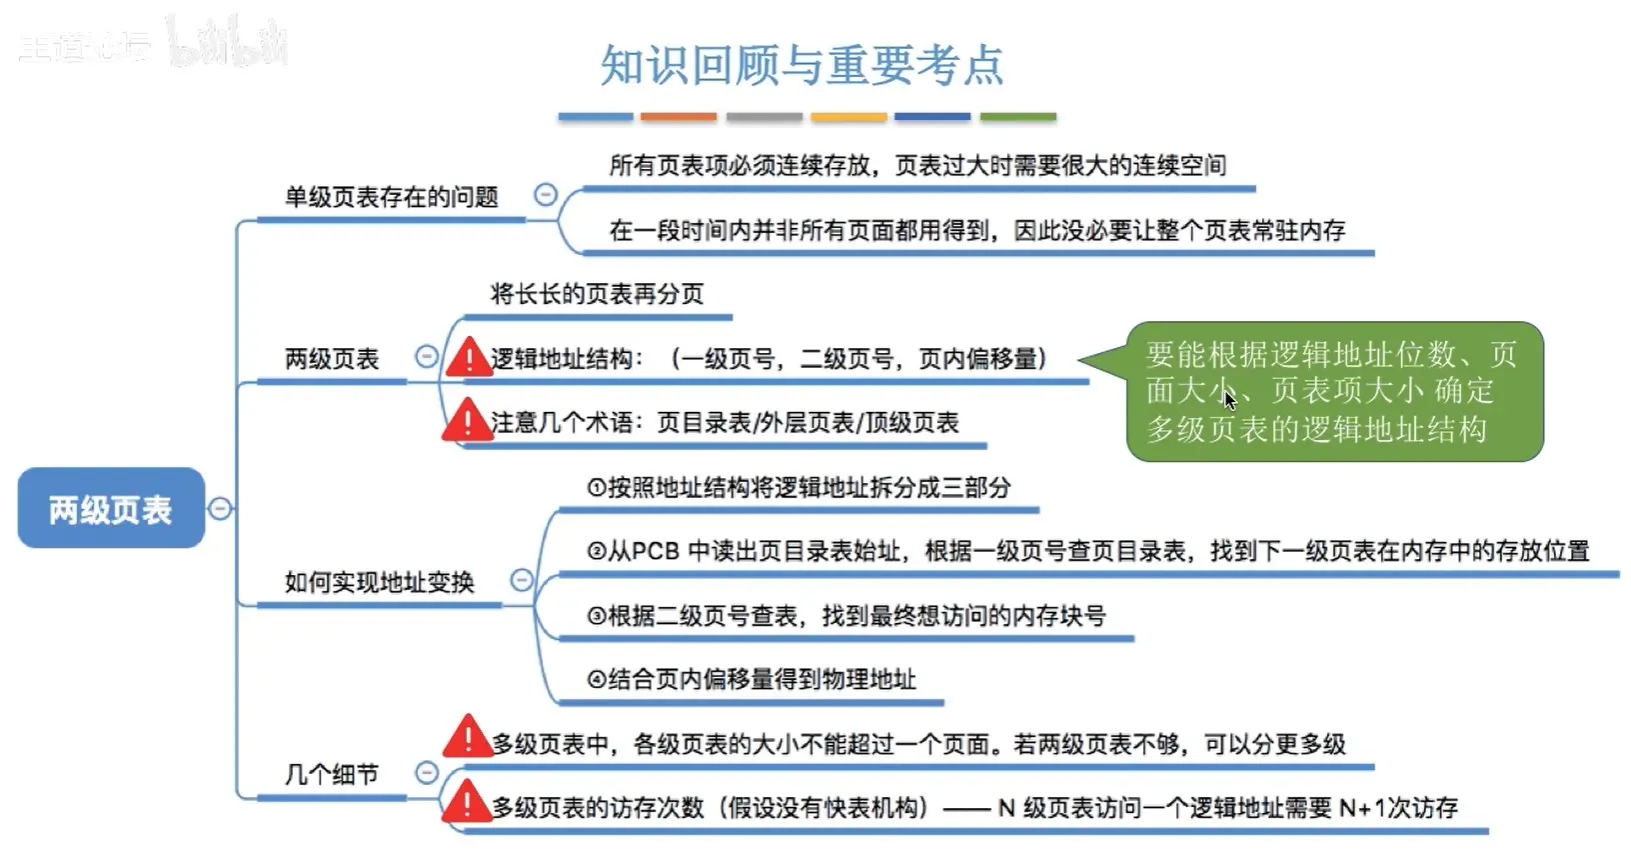 王道论坛 bilibili
知识回顾与重要考点
单级页表存在的问题
所有页表项必须连续存放，页表过大时需要很大的连续空间
在一段时间内并非所有页面都用得到，因此没必要让整个页表常驻内存
两级页表
将长长的页表再分页
逻辑地址结构：（一级页号，二级页号，页内偏移量）
注意几个术语：页目录表/外层页表/顶级页表
要能根据逻辑地址位数、页
面大小、页表项大小 确定
多级页表的逻辑地址结构
两级页表
如何实现地址变换
①按照地址结构将逻辑地址拆分成三部分
②从PCB 中读出页目录表始址，根据一级页号查页目录表，找到下一级页表在内存中的存放位置
③根据二级页号查表，找到最终想访问的内存块号
④结合页内偏移量得到物理地址
几个细节
多级页表中，各级页表的大小不能超过一个页面。若两级页表不够，可以分更多级
多级页表的访存次数（假设没有快表机构）—— N 级页表访问一个逻辑地址需要 N+1次访存